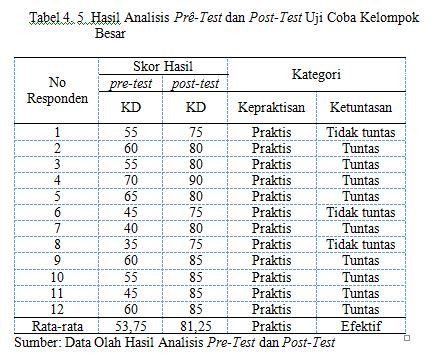 Tabel 4. 5 Hasil Analisis Prê-Test dan Post-Test Uji Coba Kelompok
Besar
No Responden Skor Hasil Kategori
pre-test post-test
KD KD Kepraktisan Ketuntasan
1 55 75 Praktis Tidak tuntas
2 60 80 Praktis Tuntas
3 55 80 Praktis Tuntas
4 70 90 Praktis Tuntas
5 65 80 Praktis Tuntas
6 45 75 Praktis Tidak tuntas
7 40 80 Praktis Tuntas
8 35 75 Praktis Tidak tuntas
9 60 85 Praktis Tuntas
10 55 85 Praktis Tuntas
11 45 85 Praktis Tuntas
12 60 85 Praktis Tuntas
Rata-rata 53,75 81,25 Praktis Efektif
Sumber: Data Olah Hasil Analisis Pre-Test dan Post-Test